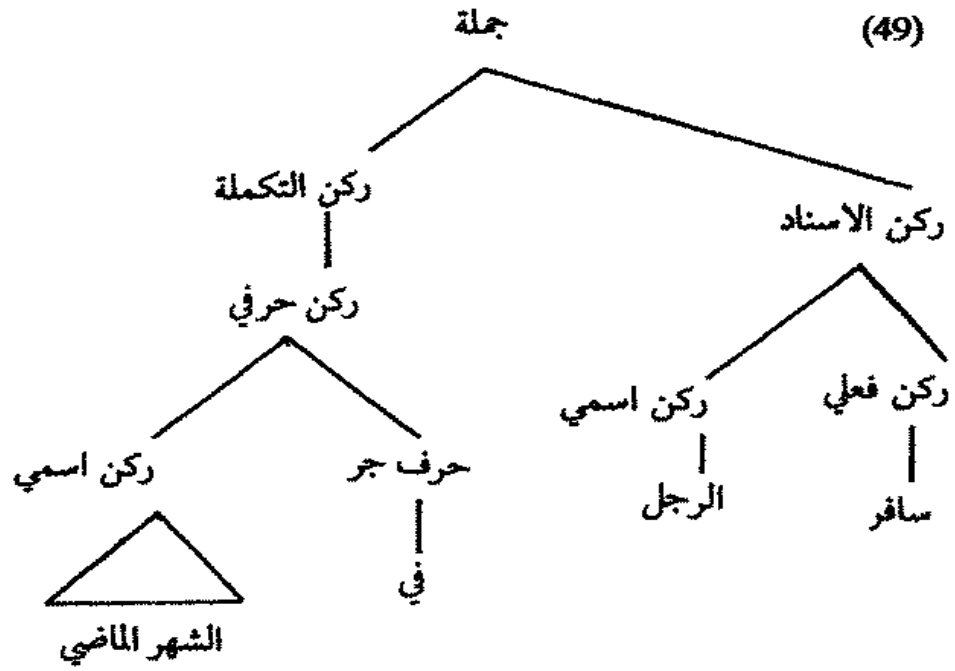 (49)
جملة
ركن الاسناد
ركن التكملة
ركن حرفي
ركن فعلي
ركن اسمي
حرف جر
ركن اسمي
سافر
الرجل
في
الشهر الماضي